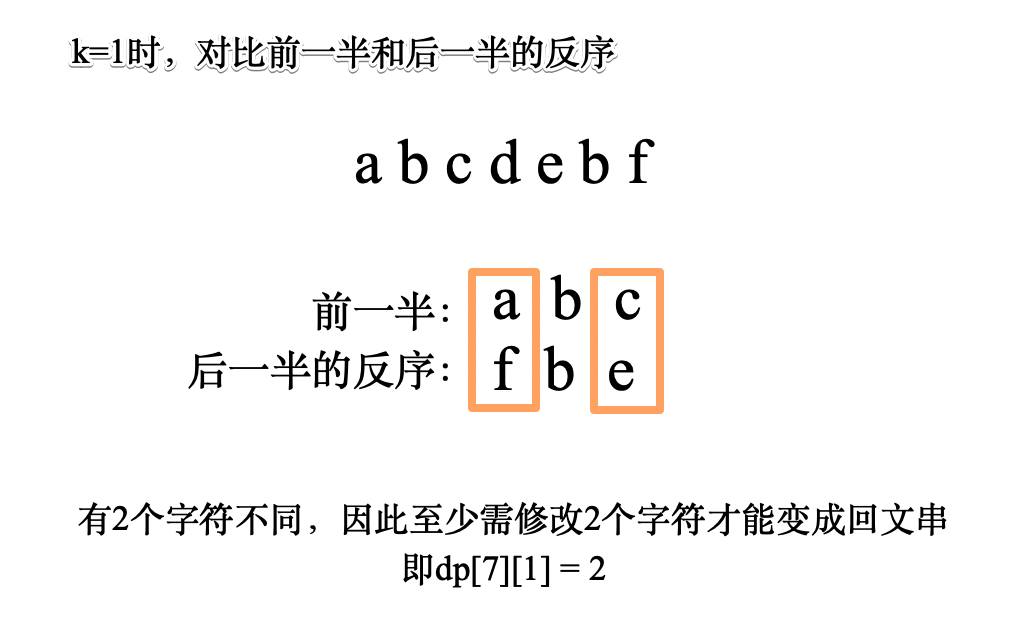 k=1时，对比前一半和后一半的反序
a b c d e b f
前一半： a b c
后一半的反序： f b e
有2个字符不同，因此至少需修改2个字符才能变成回文串
即dp[7][1] = 2